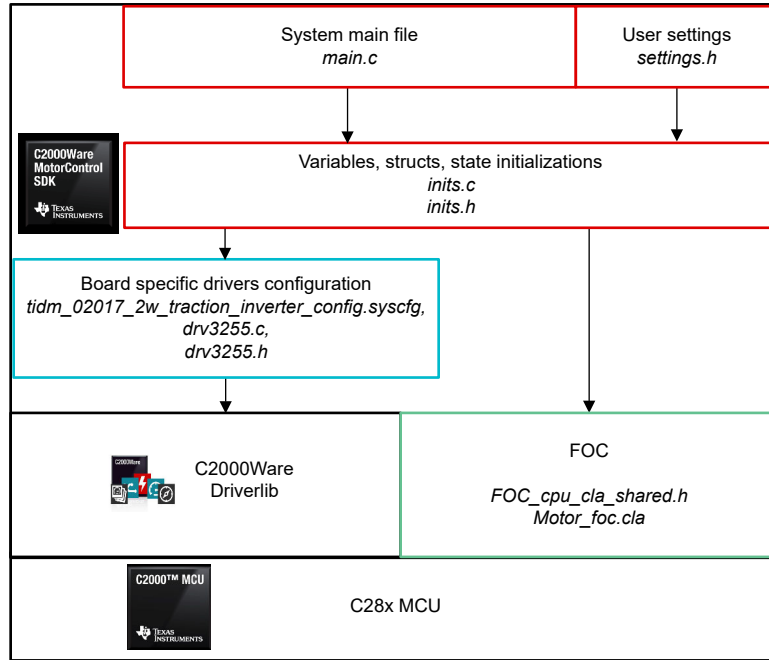 System main file
main.c
User settings
settings.h
C2000Ware
MotorControl
SDK
TEXAS
INSTRUMENTS
Variables, structs, state initializations
inits.c
inits.h
Board specific drivers configuration
tidm_02017_2w_traction_inverter_config.syscfg,
drv3255.c,
drv3255.h
C2000Ware
C2000Ware
Driverlib
FOC
FOC_cpu_cla_shared.h
Motor_foc.cla
C2000™ MCU
TEXAS
INSTRUMENTS
C28x MCU